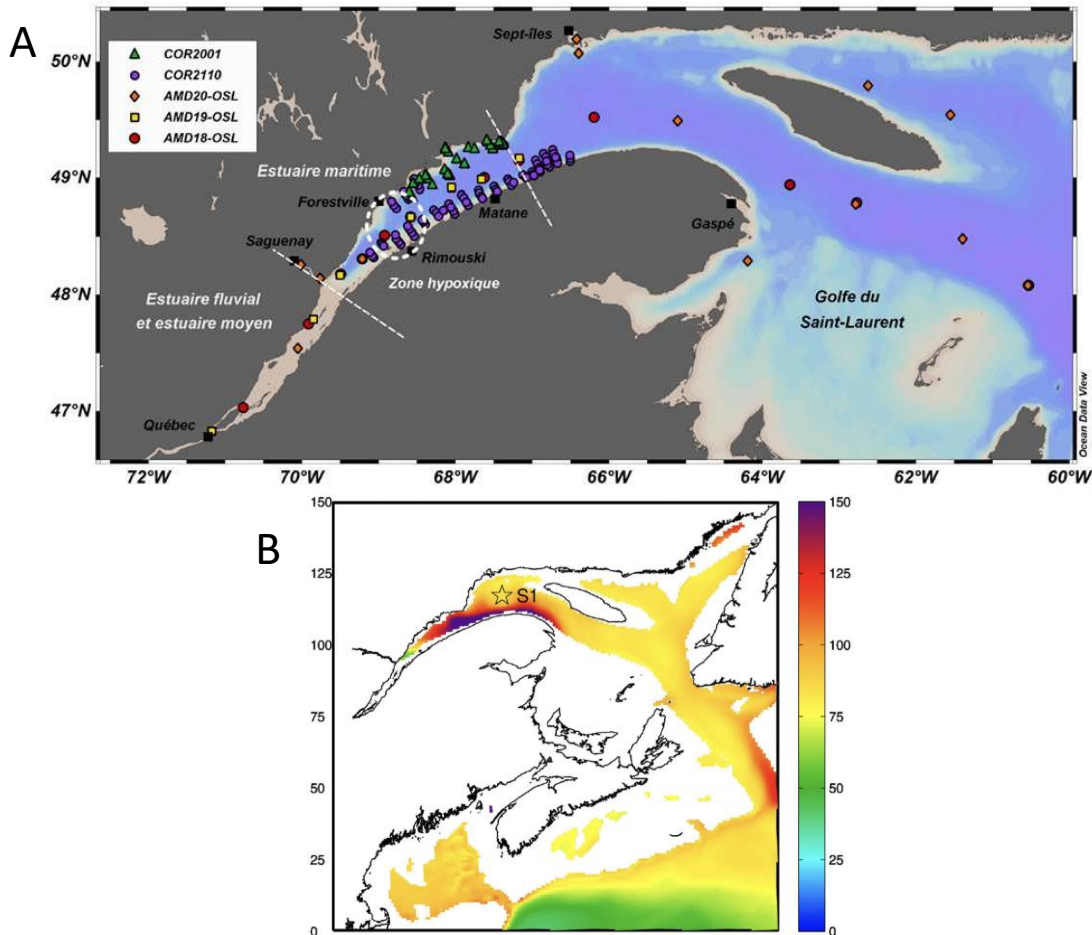 A
COR2001
COR2110
AMD20-OSL
AMD19-OSL
AMD18-OSL
Sept-îles
Estuaire maritime
Forestville
Matane
Gaspé
Saguenay
Rimouski
Zone hypoxique
Estuaire fluvial
et estuaire moyen
Golfe du
Saint-Laurent
Québec
50°N
49°N
48°N
47°N
72°W
70°W
68°W
66°W
64°W
62°W
60°W
Ocean Data View
B
S1
150
125
100
75
50
25
0
150
125
100
75
50
25
0